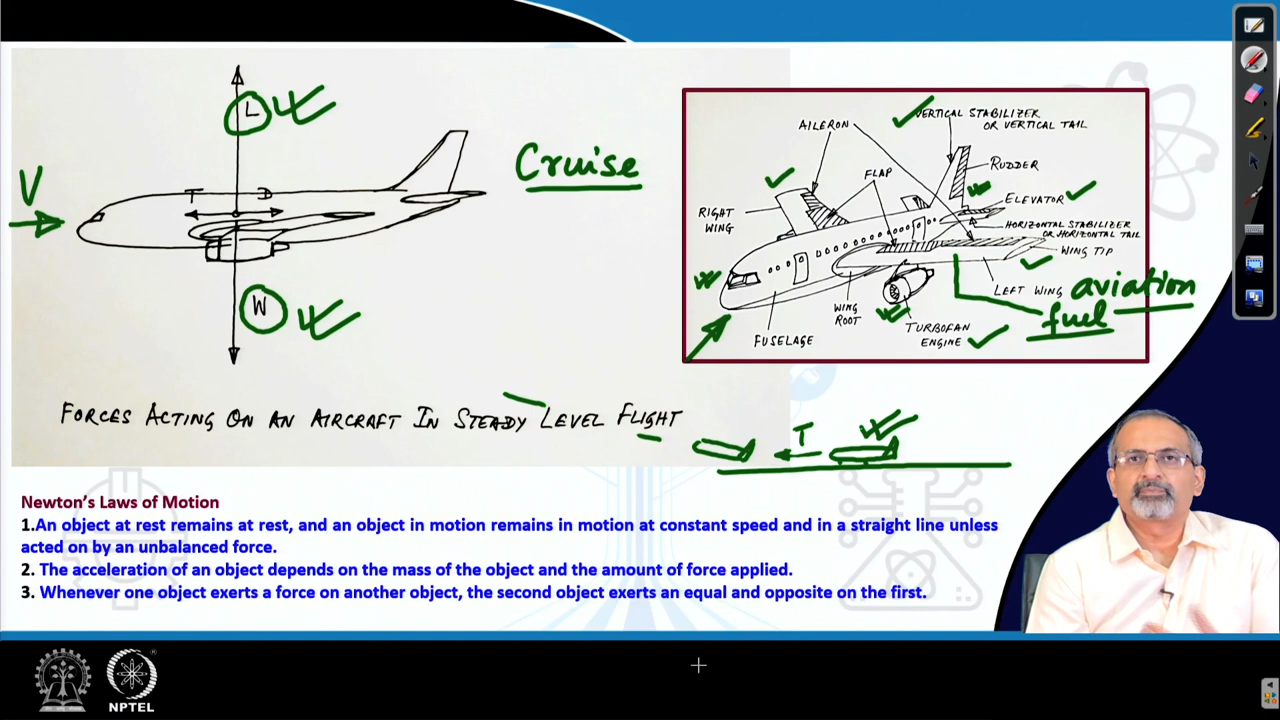 L
V
T D
Cruise
W
FORCES ACTING ON AN AIRCRAFT IN STEADY LEVEL FLIGHT
AILERON
VERTICAL STABILIZER
OR VERTICAL TAIL
FLAP
RUDDER
ELEVATOR
RIGHT
WING
HORIZONTAL STABILIZER
OR HORIZONTAL TAIL
WING TIP
LEFT WING
aviation
fuel
WING
ROOT
TURBOFAN
ENGINE
FUSELAGE
T
Newton's Laws of Motion
1.An object at rest remains at rest, and an object in motion remains in motion at constant speed and in a straight line unless
acted on by an unbalanced force.
2. The acceleration of an object depends on the mass of the object and the amount of force applied.
3. Whenever one object exerts a force on another object, the second object exerts an equal and opposite on the first.
NPTEL